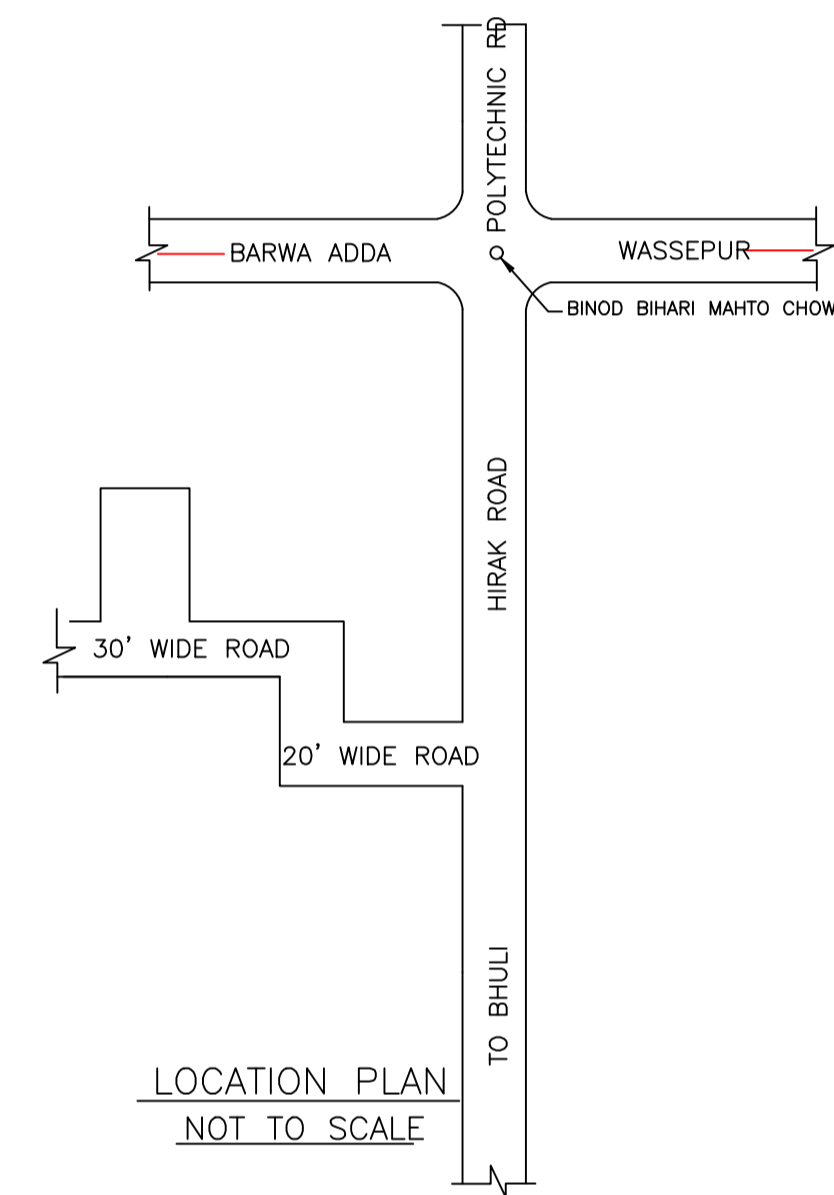 POLYTECHNIC RD
BARWA ADDA
WASSEPUR
BINOD BIHARI MAHTO CHOW
HIRAK ROAD
30' WIDE ROAD
20' WIDE ROAD
TO BHULI
LOCATION PLAN
NOT TO SCALE